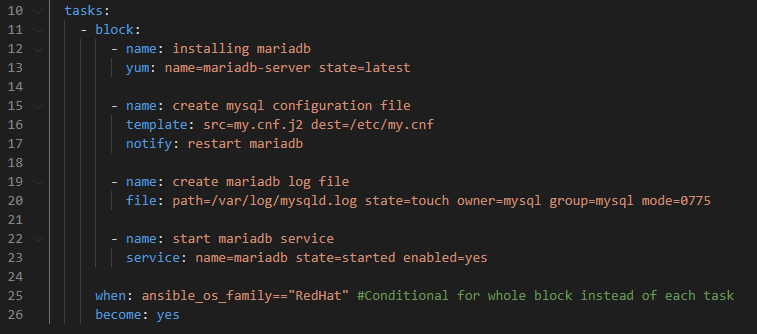 10 tasks:
11 - block:
12 - name: installing mariadb
13 yum: name=mariadb-server state=latest
14
15 - name: create mysql configuration file
16 template: src=my.cnf.j2 dest=/etc/my.cnf
17 notify: restart mariadb
18
19 - name: create mariadb log file
20 file: path=/var/log/mysqld.log state=touch owner=mysql group=mysql mode=0775
21
22 - name: start mariadb service
23 service: name=mariadb state=started enabled=yes
24
25 when: ansible_os_family=="RedHat" #Conditional for whole block instead of each task
26 become: yes